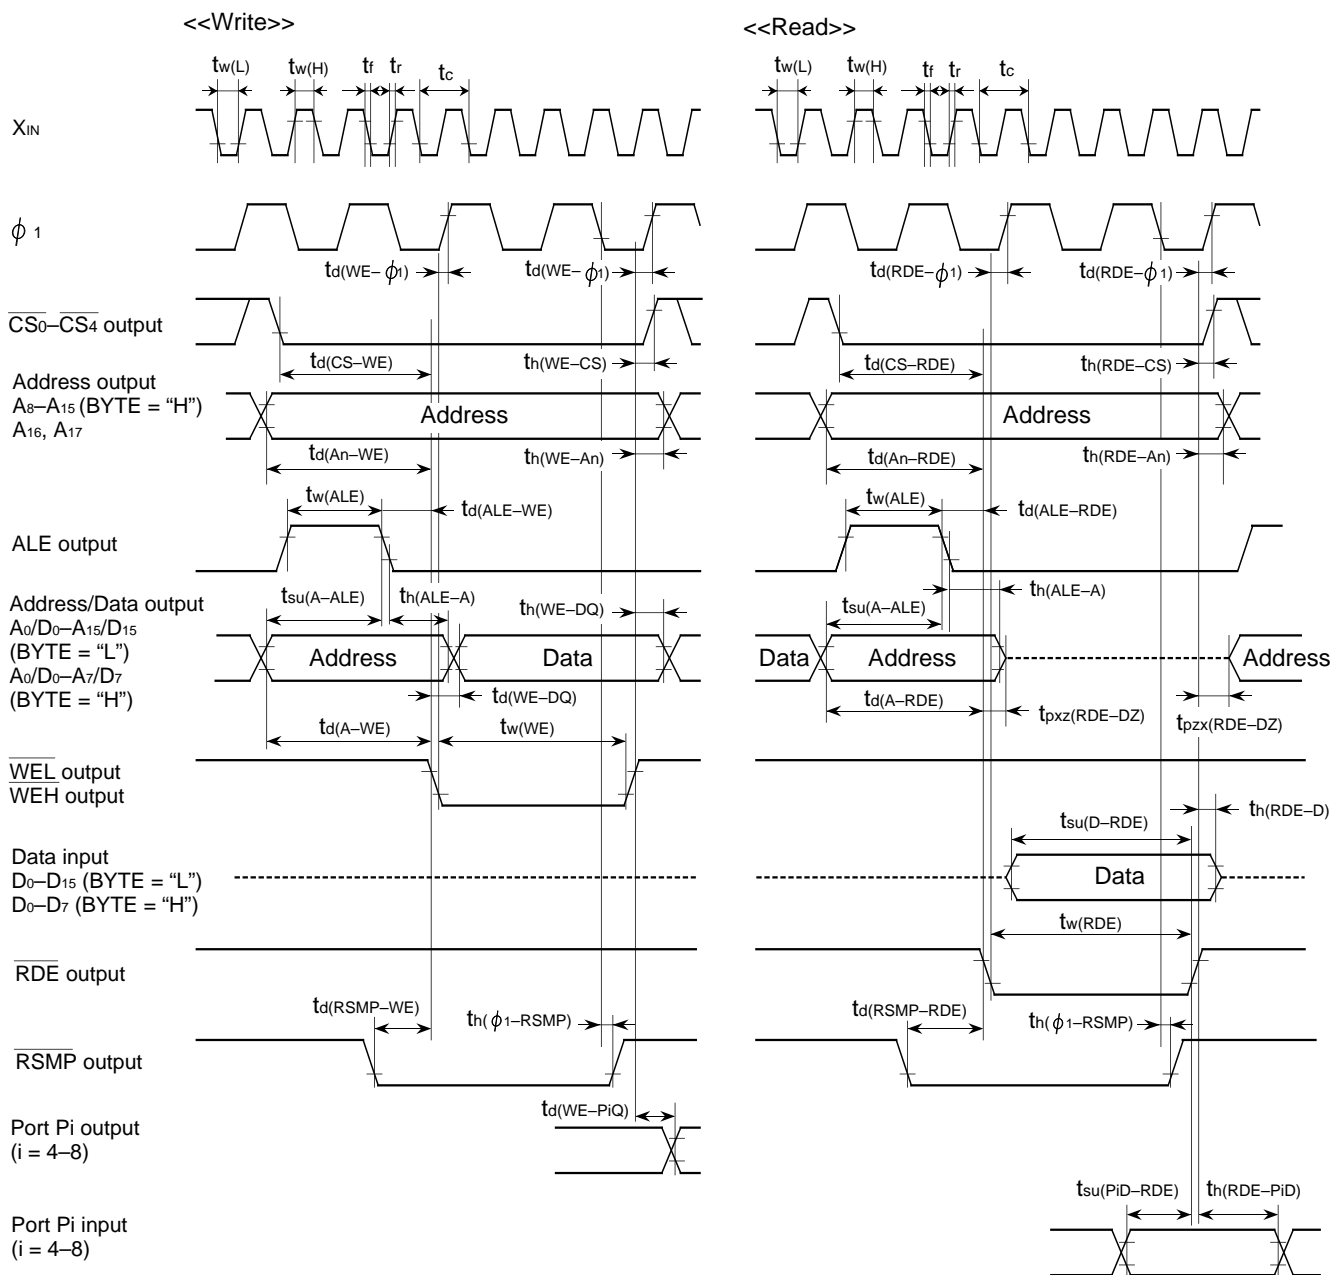 <<Write>>
<<Read>>
tw(L) tw(H) tf tr tc
tw(L) tw(H) tf tr tc
XIN
ϕ 1
td(WE–ϕ1) td(WE–ϕ1)
td(RDE–ϕ1) td(RDE–ϕ1)
CS0–CS4 output
td(CS–WE) th(WE–CS)
td(CS–RDE) th(RDE–CS)
Address output
A8–A15 (BYTE = “H”)
A16, A17
Address
Address
td(An–WE) th(WE–An)
td(An–RDE) th(RDE–An)
tw(ALE) td(ALE–WE)
tw(ALE) td(ALE–RDE)
ALE output
tsu(A–ALE) th(ALE–A) th(WE–DQ)
tsu(A–ALE) th(ALE–A)
Address/Data output
A0/D0–A15/D15
(BYTE = “L”)
A0/D0–A7/D7
(BYTE = “H”)
Address Data
Data Address Address
td(WE–DQ)
td(A–WE) tw(WE)
td(A–RDE) tpxz(RDE–DZ) tpzx(RDE–DZ)
WEL output
WEH output
tsu(D–RDE) th(RDE–D)
Data input
D0–D15 (BYTE = “L”)
D0–D7 (BYTE = “H”)
Data
tw(RDE)
RDE output
td(RSMP–WE) th(ϕ1–RSMP)
td(RSMP–RDE) th(ϕ1–RSMP)
RSMP output
td(WE–PiQ)
Port Pi output
(i = 4–8)
tsu(PiD–RDE) th(RDE–PiD)
Port Pi input
(i = 4–8)